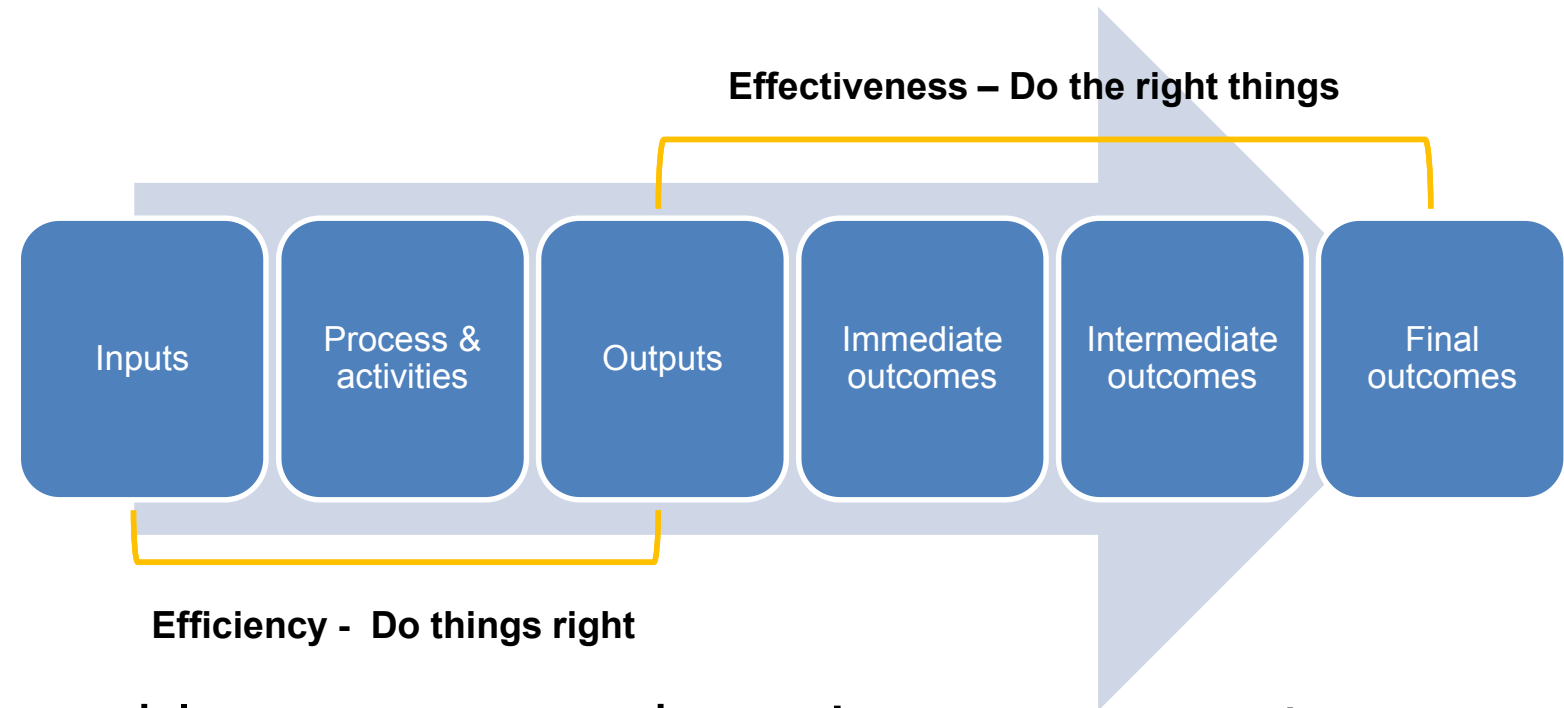 Effectiveness – Do the right things
Inputs
Process &
activities
Outputs
Immediate
outcomes
Intermediate
outcomes
Final
outcomes
Efficiency -  Do things right